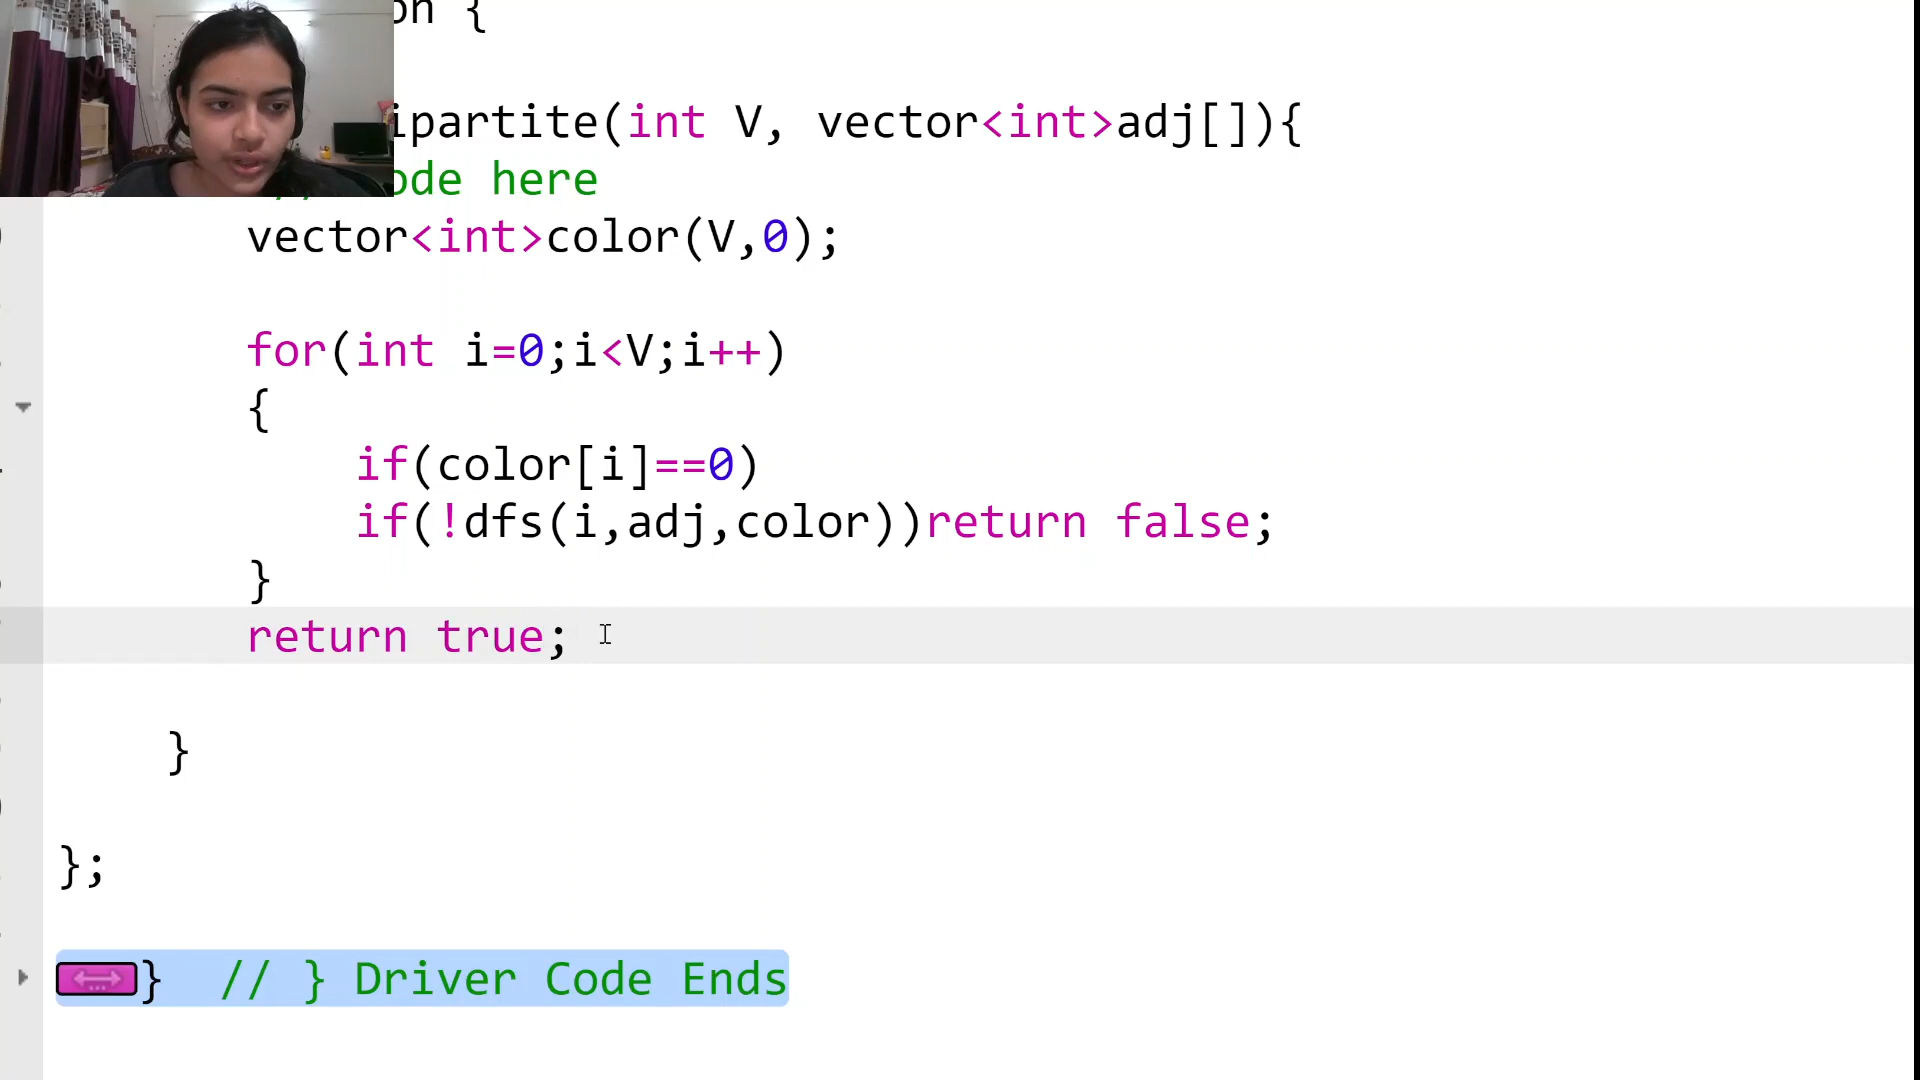 on {
ipartite(int V, vector<int>adj[]){
ode here
vector<int>color(V,0);
for(int i=0;i<V;i++)
{
if(color[i]==0)
if(!dfs(i,adj,color))return false;
}
return true;
}
};
} // } Driver Code Ends